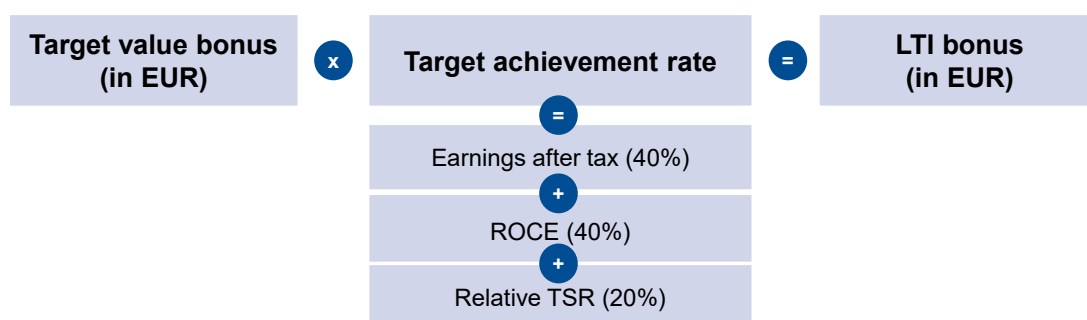 Target value bonus
(in EUR)
x
Target achievement rate
=
LTI bonus
(in EUR)
=
Earnings after tax (40%)
+
ROCE (40%)
+
Relative TSR (20%)